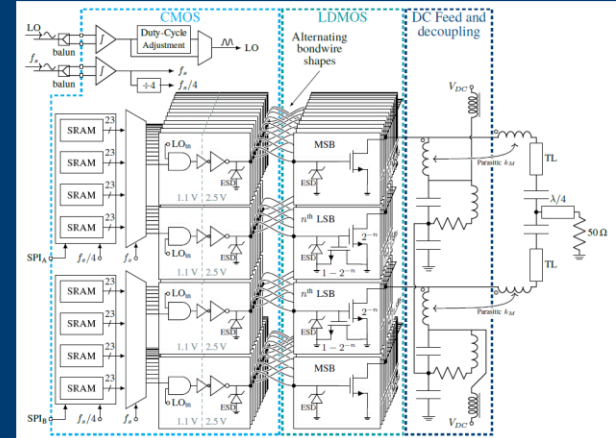 CMOS
LDMOS
DC Feed and
decoupling
LO
balun
∫
Duty-Cycle
Adjustment
LO
Alternating
bondwire
shapes
f_s
balun
∫
f_s
÷4
f_s/4
V_DC
23
SRAM
23
SRAM
23
SRAM
23
SRAM
SPI_A
f_s/4
f_s
LO_in
ESD
1.1 V
2.5 V
MSB
ESD
LO_in
ESD
1.1 V
2.5 V
n^th LSB
2^−n
ESD
1 − 2^−n
Parasitic k_M
TL
λ/4
50 Ω
TL
23
SRAM
23
SRAM
23
SRAM
23
SRAM
SPI_B
f_s/4
f_s
LO_in
ESD
1.1 V
2.5 V
n^th LSB
2^−n
ESD
1 − 2^−n
LO_in
ESD
1.1 V
2.5 V
MSB
ESD
Parasitic k_M
V_DC